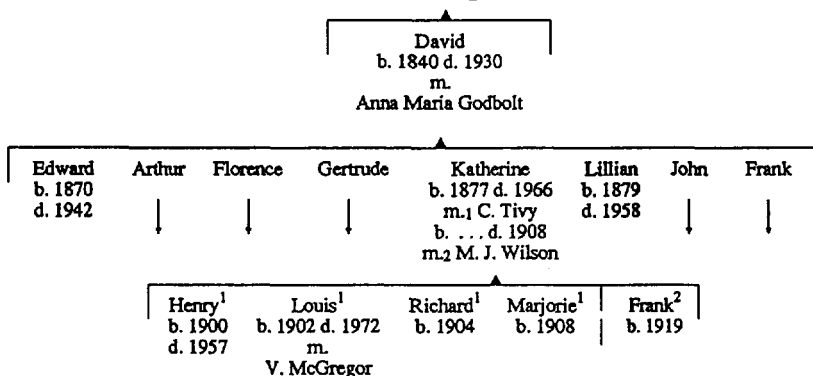 David
b. 1840 d. 1930
m.
Anna Maria Godbolt
Edward Arthur Florence Gertrude Katherine Lillian John Frank
b. 1870 b. 1877 d. 1966 b. 1879
d. 1942 m.1 C. Tivy d. 1958
b. ... d. 1908
m.2 M. J. Wilson
Henry¹ Louis¹ Richard¹ Marjorie¹ Frank²
b. 1900 b. 1902 d. 1972 b. 1904 b. 1908 b. 1919
d. 1957 m.
V. McGregor